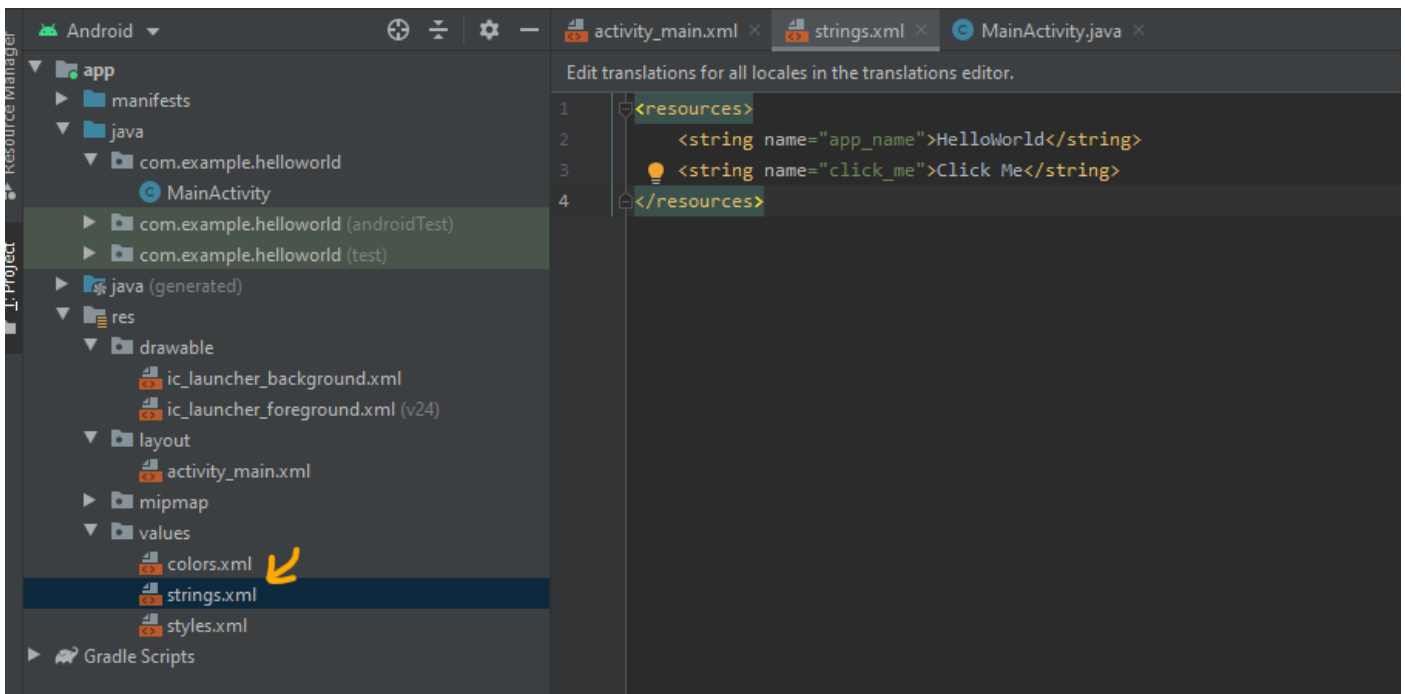 Android
activity_main.xml
strings.xml
MainActivity.java
Resource Manager
1: Project
app
manifests
java
com.example.helloworld
MainActivity
com.example.helloworld (androidTest)
com.example.helloworld (test)
java (generated)
res
drawable
ic_launcher_background.xml
ic_launcher_foreground.xml (v24)
layout
activity_main.xml
mipmap
values
colors.xml
strings.xml
styles.xml
Gradle Scripts
Edit translations for all locales in the translations editor.
1 <resources>
2 <string name="app_name">HelloWorld</string>
3 <string name="click_me">Click Me</string>
4 </resources>